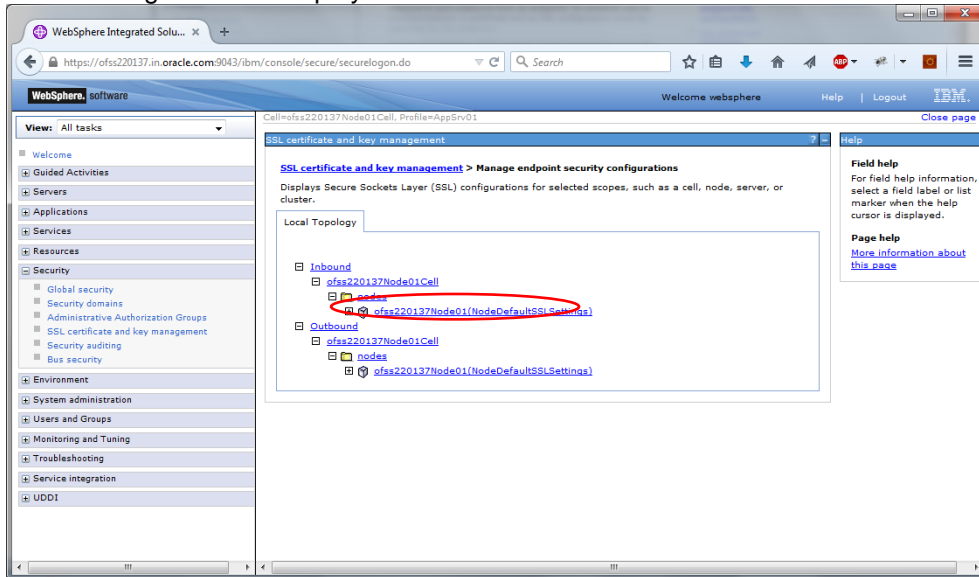 WebSphere Integrated Solu... × +
https://ofss220137.in.oracle.com:9043/ibm/console/secure/securelogon.do
Search
ABP
WebSphere. software
Welcome websphere
Help | Logout
IBM.
View: All tasks
Cell=ofss220137Node01Cell, Profile=AppSrv01
Close page
Welcome
Guided Activities
Servers
Applications
Services
Resources
Security
Global security
Security domains
Administrative Authorization Groups
SSL certificate and key management
Security auditing
Bus security
Environment
System administration
Users and Groups
Monitoring and Tuning
Troubleshooting
Service integration
UDDI
SSL certificate and key management ? -
SSL certificate and key management > Manage endpoint security configurations
Displays Secure Sockets Layer (SSL) configurations for selected scopes, such as a cell, node, server, or
cluster.
Local Topology
Inbound
ofss220137Node01Cell
nodes
ofss220137Node01(NodeDefaultSSLSettings)
Outbound
ofss220137Node01Cell
nodes
ofss220137Node01(NodeDefaultSSLSettings)
Help
Field help
For field help information,
select a field label or list
marker when the help
cursor is displayed.
Page help
More information about
this page